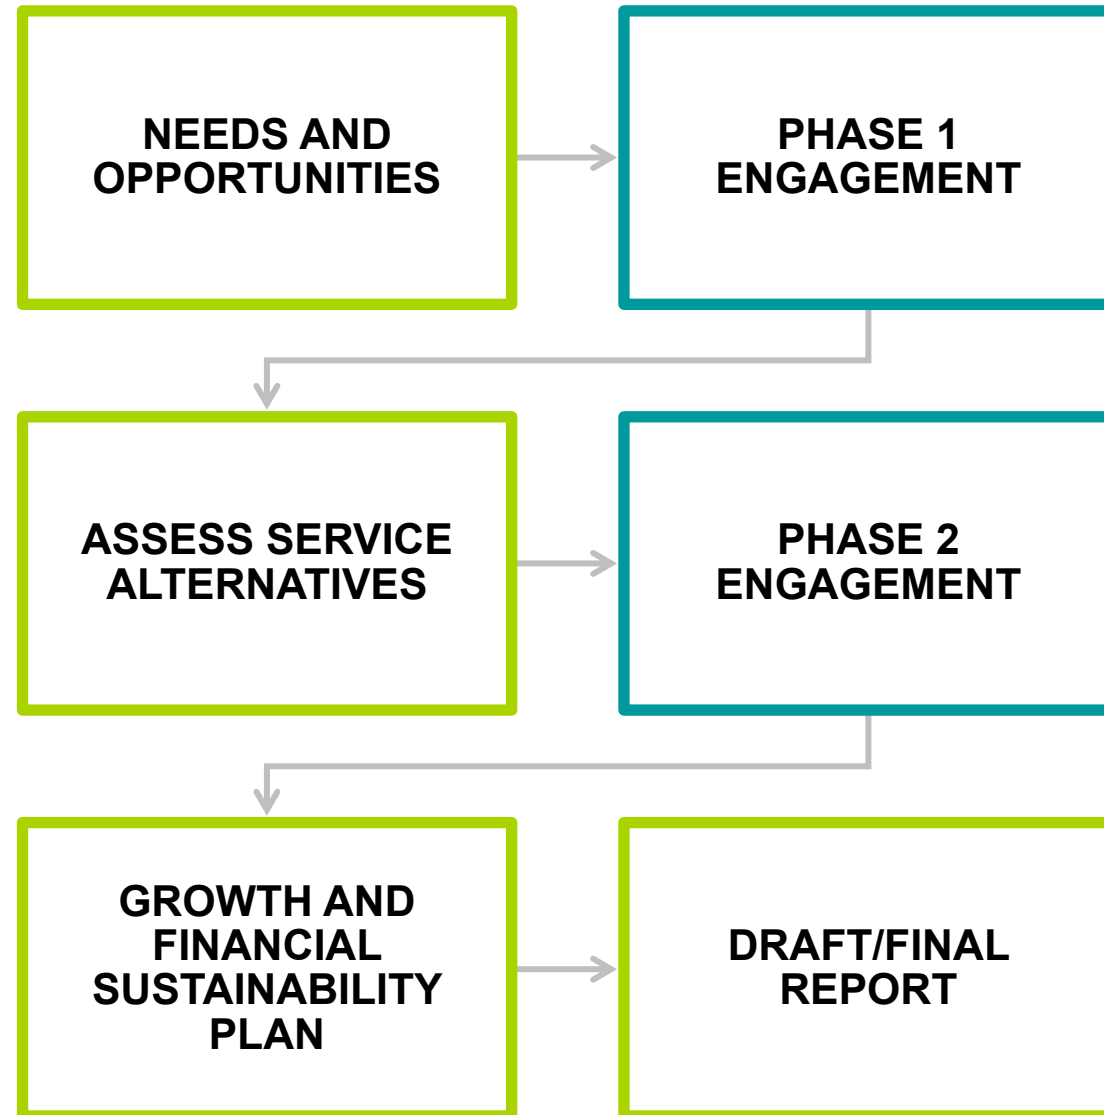 NEEDS AND
OPPORTUNITIES
PHASE 1
ENGAGEMENT
ASSESS SERVICE
ALTERNATIVES
PHASE 2
ENGAGEMENT
GROWTH AND
FINANCIAL
SUSTAINABILITY
PLAN
DRAFT/FINAL
REPORT